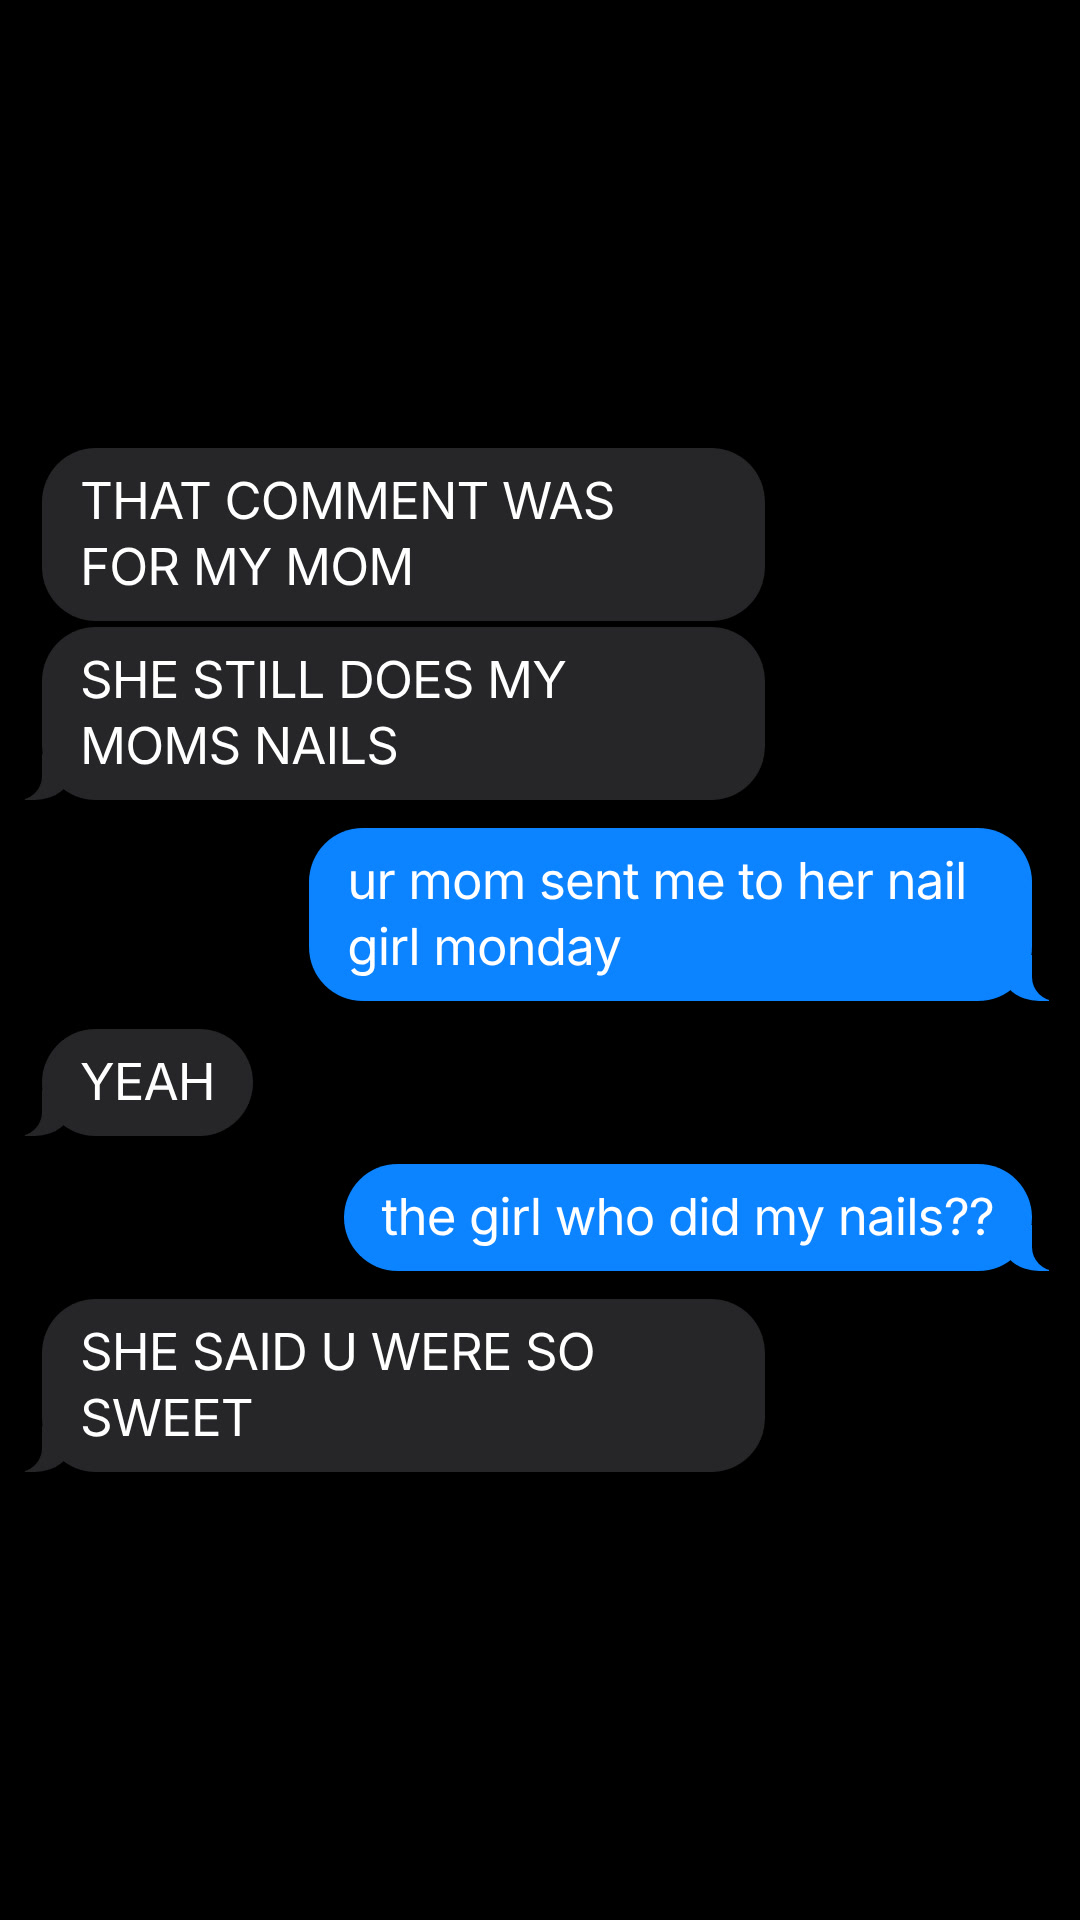 THAT COMMENT WAS
FOR MY MOM
SHE STILL DOES MY
MOMS NAILS
ur mom sent me to her nail
girl monday
YEAH
the girl who did my nails??
SHE SAID U WERE SO
SWEET